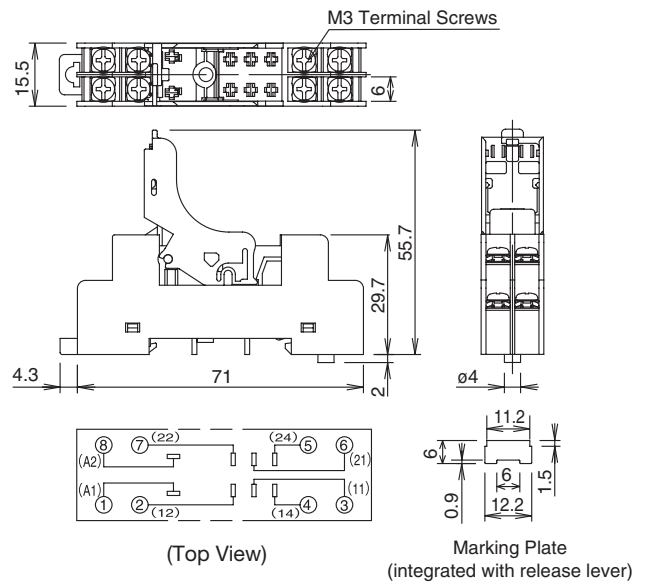 M3 Terminal Screws
15.5
6
55.7
29.7
4.3
71
2
ø4
11.2
6
0.9
6
1.5
12.2
8 7 (22) (24) 5 6
(A2) (21)
(A1) (11)
1 2 (12) (14) 4 3
(Top View)
Marking Plate
(integrated with release lever)